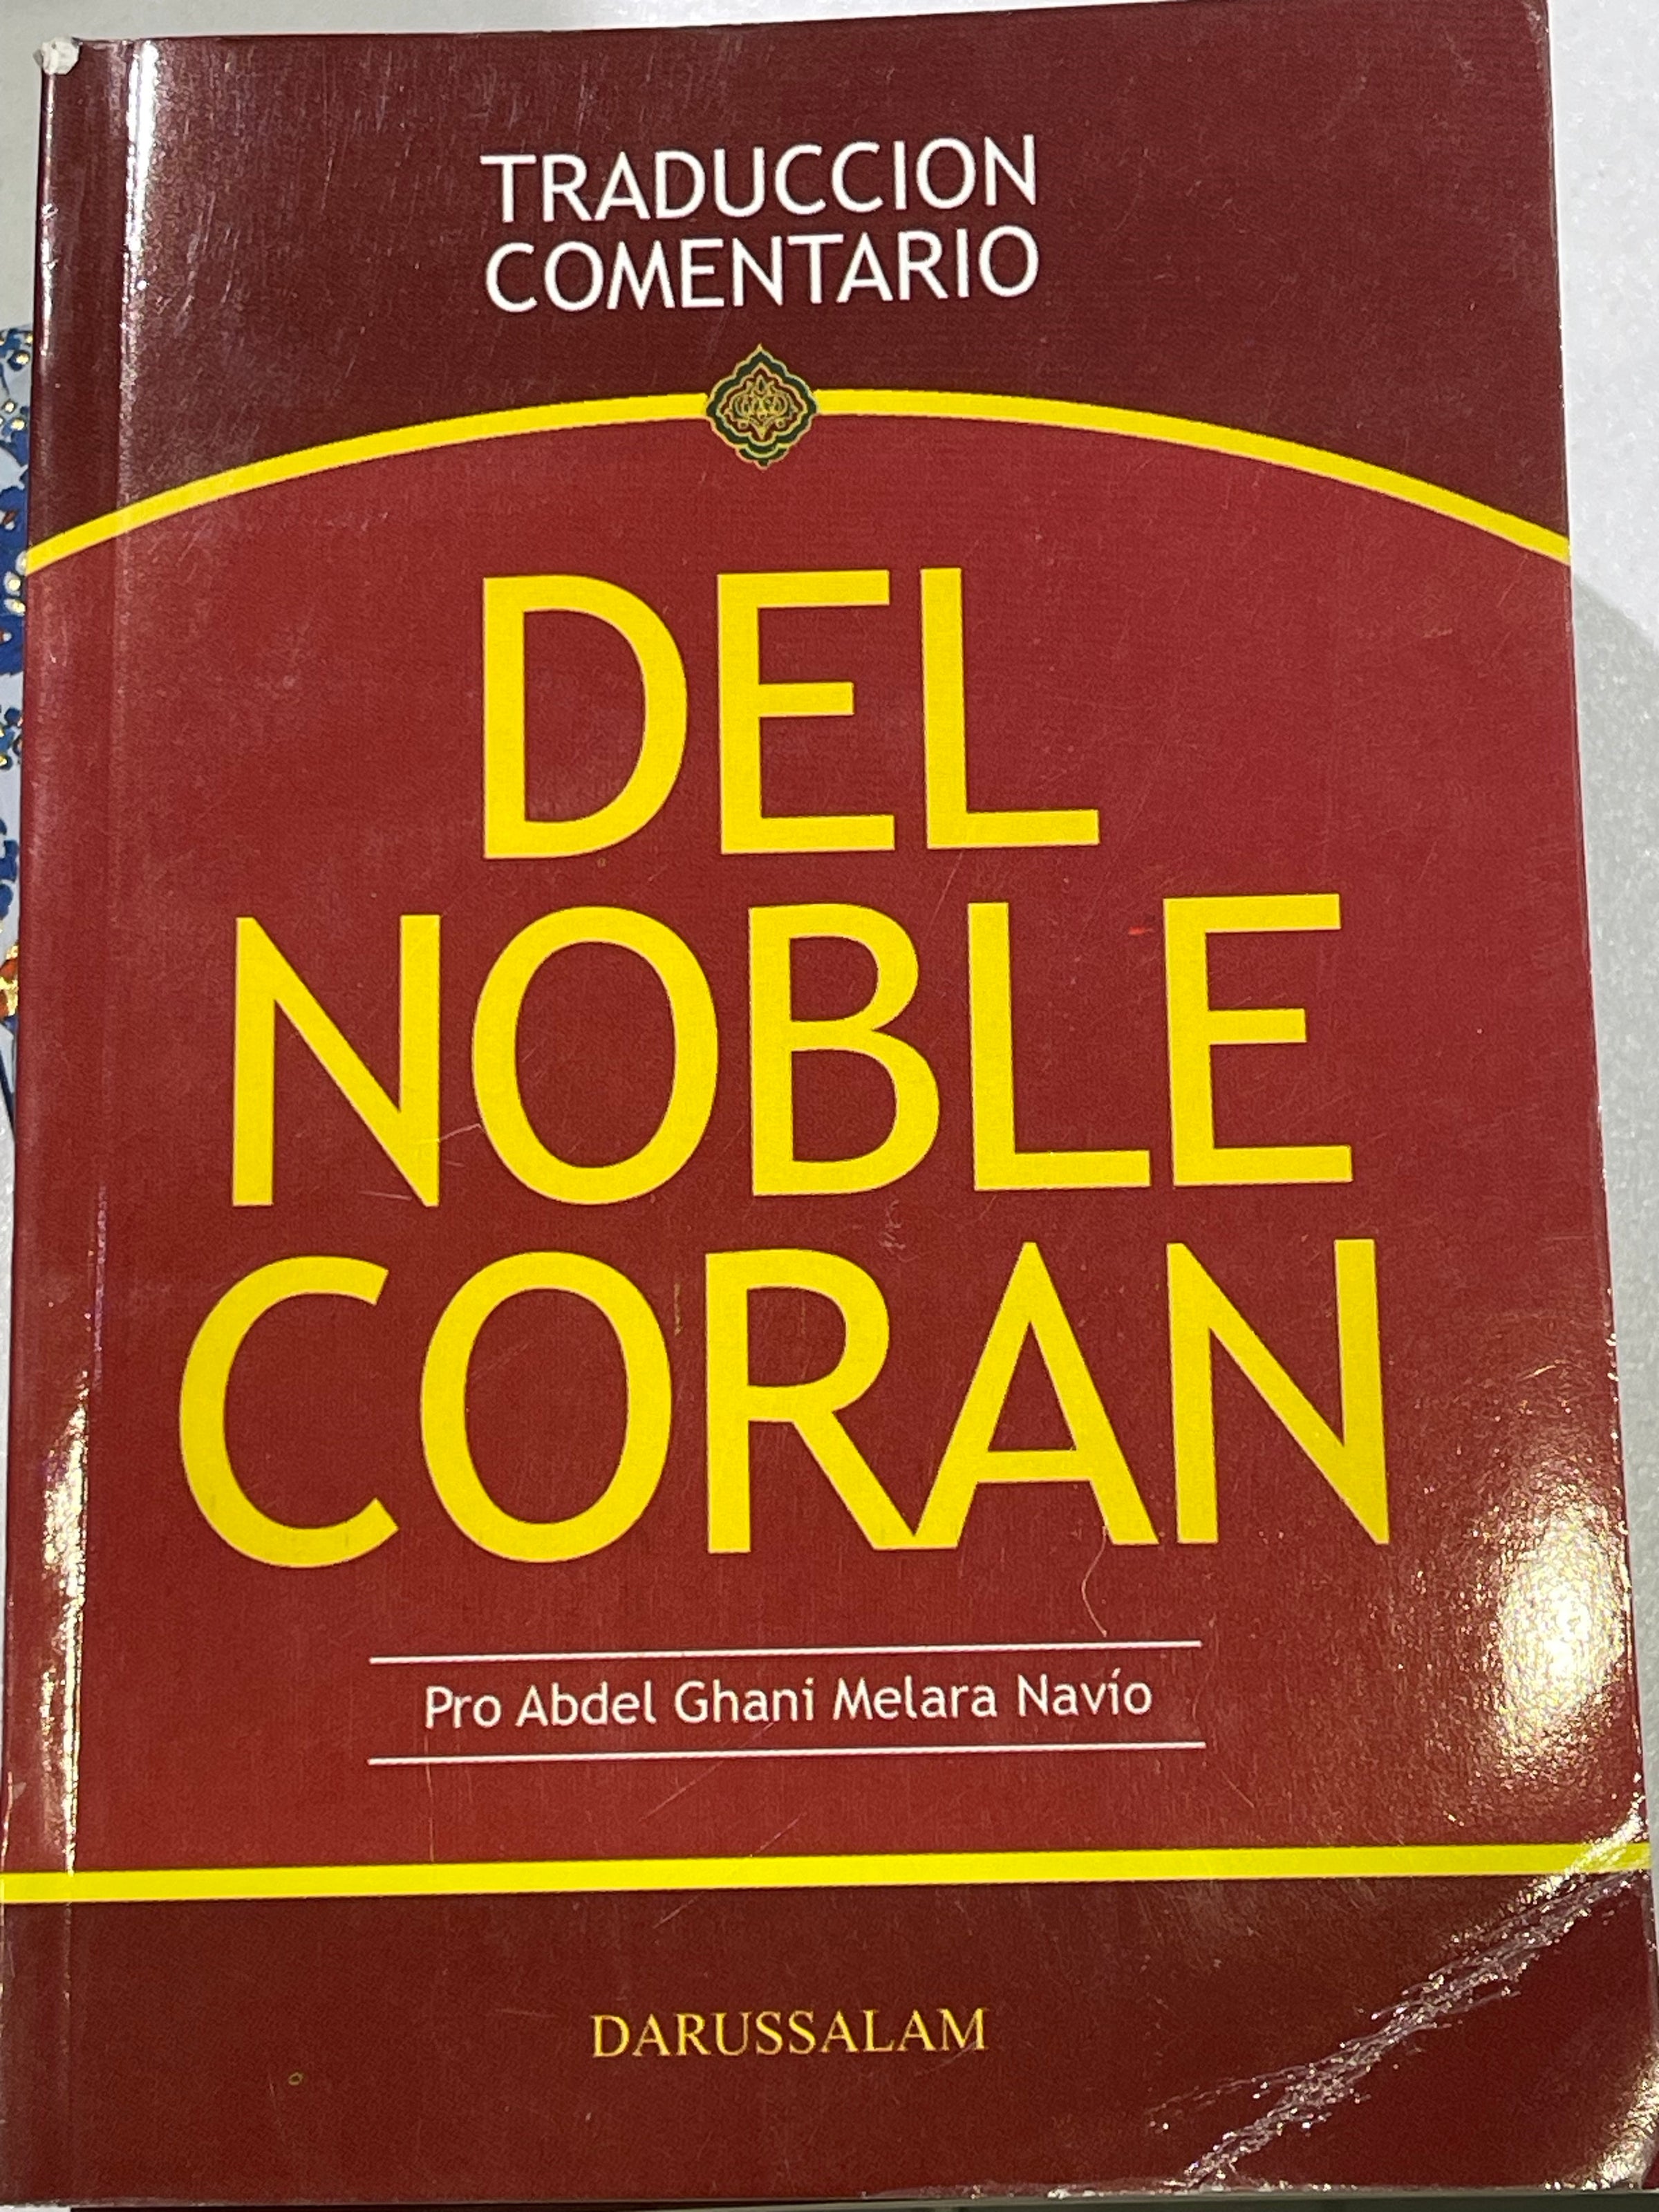 TRADUCCION
COMENTARIO
DEL
NOBLE
CORAN
Pro Abdel Ghani Melara Navío
DARUSSALAM